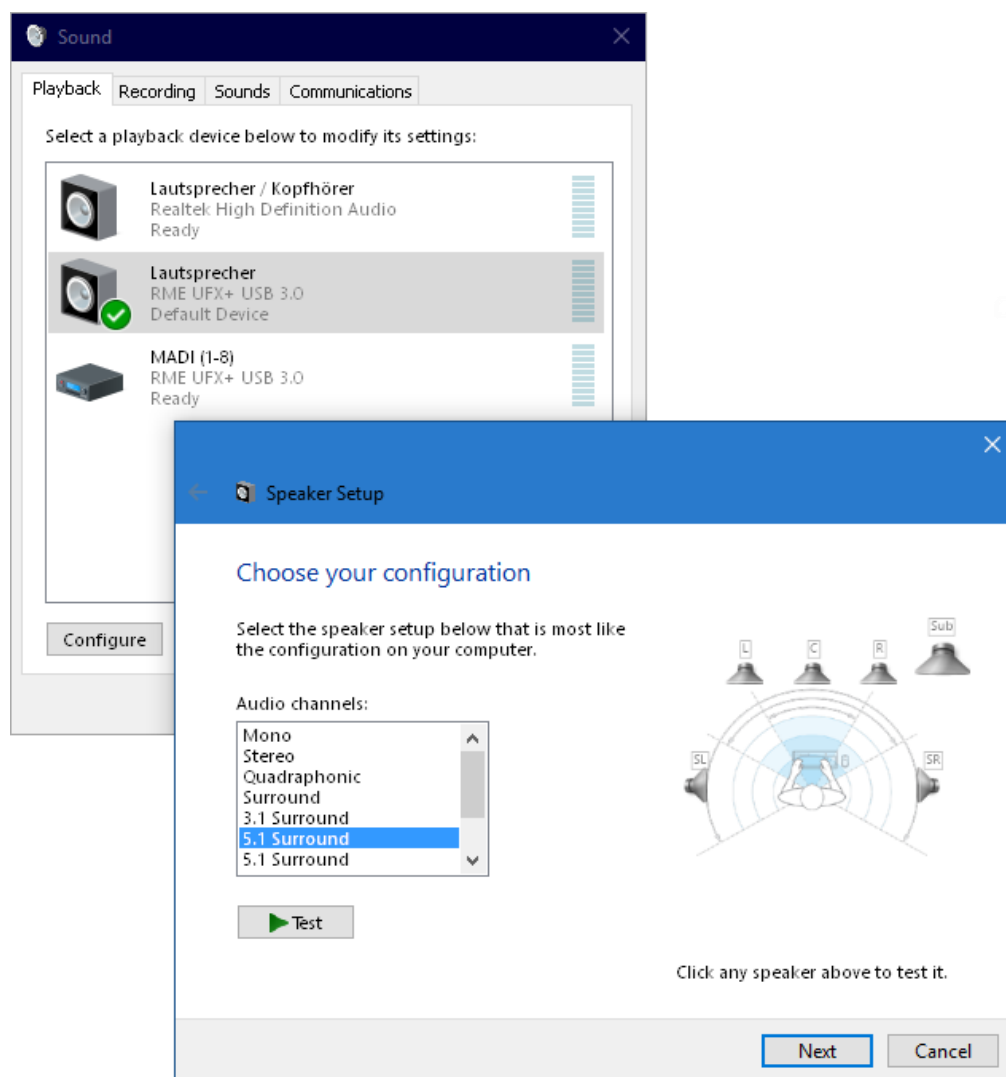 Sound
Playback Recording Sounds Communications
Select a playback device below to modify its settings:
Lautsprecher / Kopfhörer
Realtek High Definition Audio
Ready
Lautsprecher
RME UFX+ USB 3.0
Default Device
MADI (1-8)
RME UFX+ USB 3.0
Ready
Configure
Speaker Setup
Choose your configuration
Select the speaker setup below that is most like
the configuration on your computer.
Audio channels:
Mono
Stereo
Quadraphonic
Surround
3.1 Surround
5.1 Surround
5.1 Surround
Test
L
C
R
Sub
SL
SR
Click any speaker above to test it.
Next
Cancel